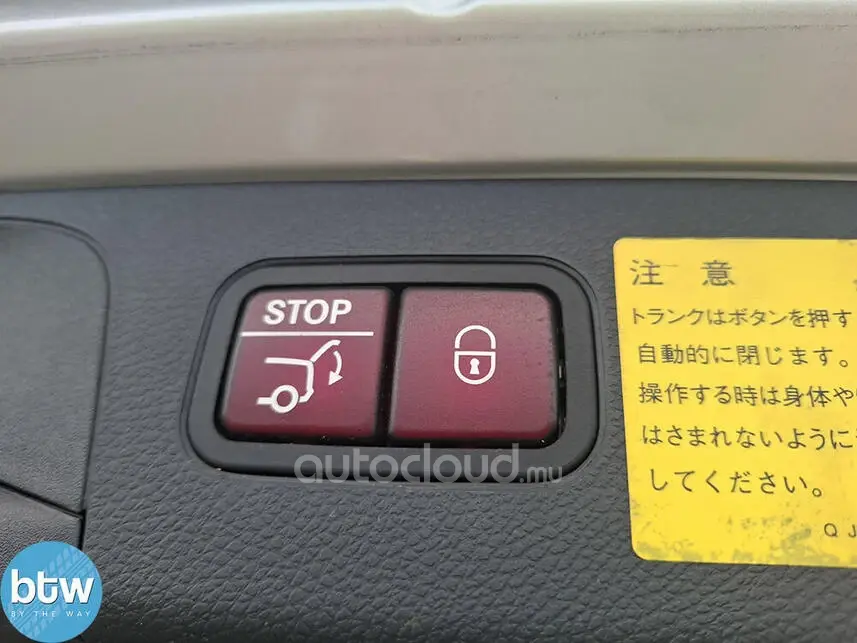 STOP
注意
トランクはボタンを押す
自動的に閉じます。
操作する時は身体や
はさまれないように
してください。
Q J
autocloud.mu
btw
BY THE WAY